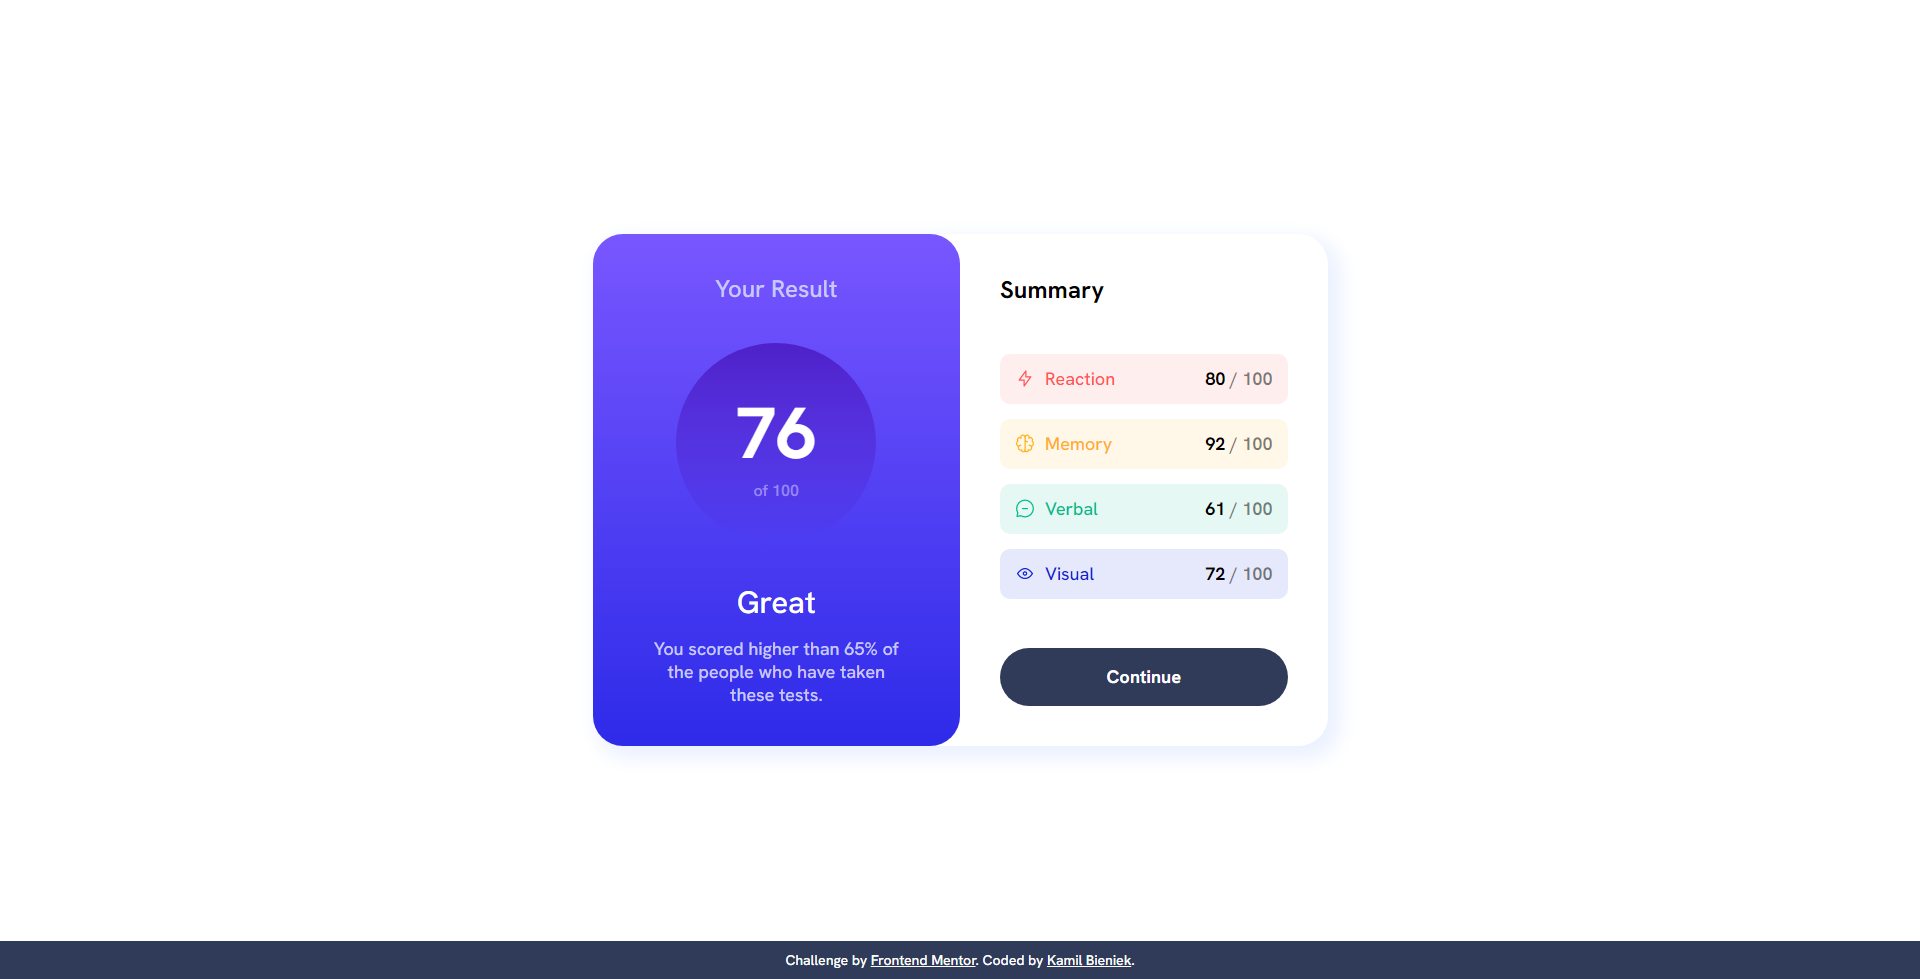 Your Result
76
of 100
Great
You scored higher than 65% of
the people who have taken
these tests.
Summary
Reaction 80 / 100
Memory 92 / 100
Verbal 61 / 100
Visual 72 / 100
Continue
Challenge by Frontend Mentor. Coded by Kamil Bieniek.